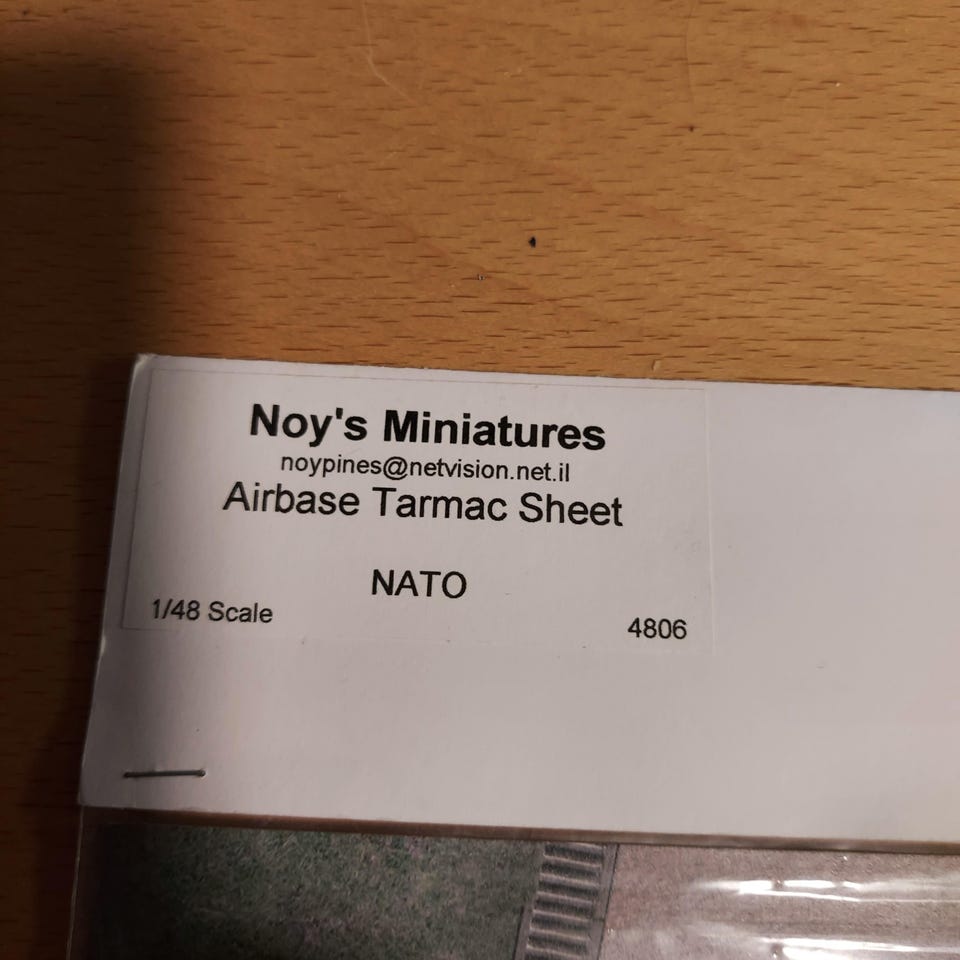 Noy's Miniatures
noypines@netvision.net.il
Airbase Tarmac Sheet
NATO
1/48 Scale
4806